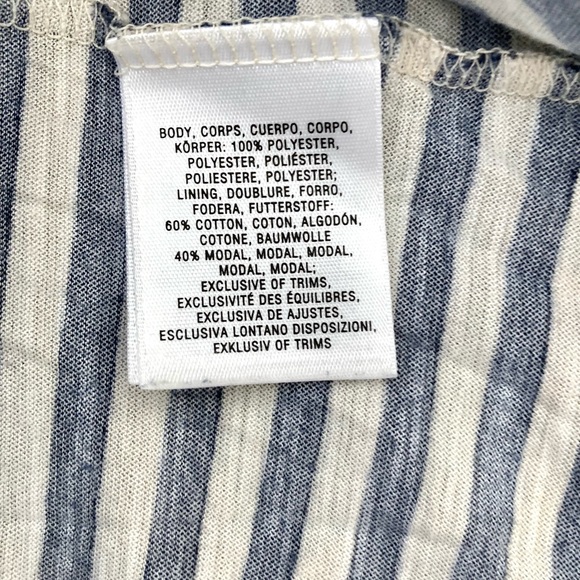 BODY, CORPS, CUERPO, CORPO,
KÖRPER: 100% POLYESTER,
POLYESTER, POLIÉSTER,
POLIESTERE, POLYESTER;
LINING, DOUBLURE, FORRO,
FODERA, FUTTERSTOFF:
60% COTTON, COTON, ALGODÓN,
COTONE, BAUMWOLLE
40% MODAL, MODAL, MODAL,
MODAL, MODAL;
EXCLUSIVE OF TRIMS,
EXCLUSIVITÉ DES ÉQUILIBRES,
EXCLUSIVA DE AJUSTES,
ESCLUSIVA LONTANO DISPOSIZIONI,
EXKLUSIV OF TRIMS